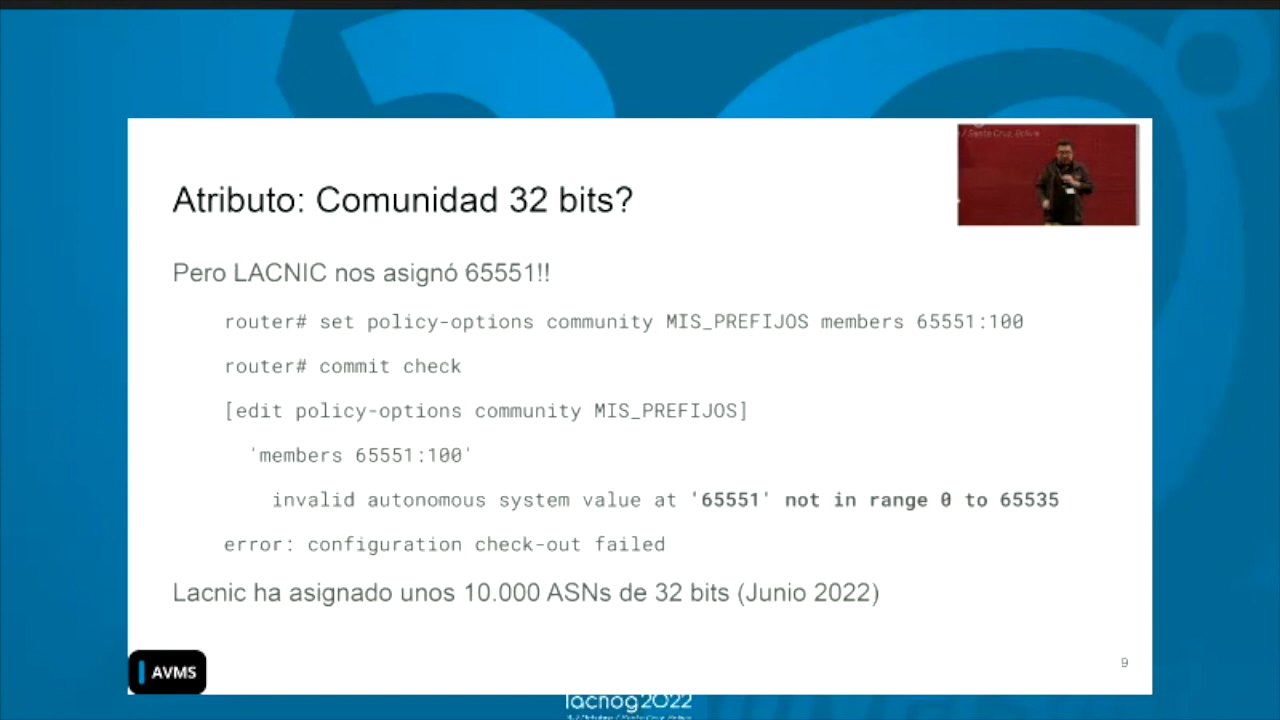 / Santa Cruz, Bolivia
Atributo: Comunidad 32 bits?
Pero LACNIC nos asignó 65551!!
router# set policy-options community MIS_PREFIJOS members 65551:100
router# commit check
[edit policy-options community MIS_PREFIJOS]
'members 65551:100'
invalid autonomous system value at '65551' not in range 0 to 65535
error: configuration check-out failed
Lacnic ha asignado unos 10.000 ASNs de 32 bits (Junio 2022)
9
AVMS
lacnog2022